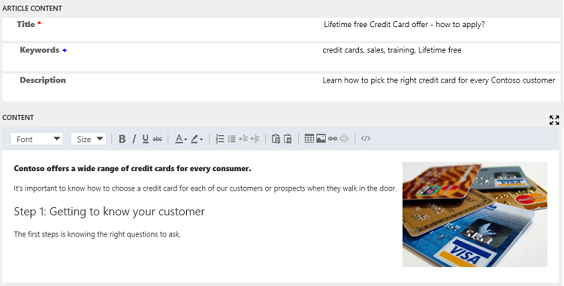 ARTICLE CONTENT
Title * Lifetime free Credit Card offer - how to apply?
Keywords + credit cards, sales, training, Lifetime free
Description Learn how to pick the right credit card for every Contoso customer
CONTENT
Font Size B I U abc A
Contoso offers a wide range of credit cards for every consumer.
It's important to know how to choose a credit card for each of our customers or prospects when they walk in the door.
Step 1: Getting to know your customer
The first steps is knowing the right questions to ask.
VISA